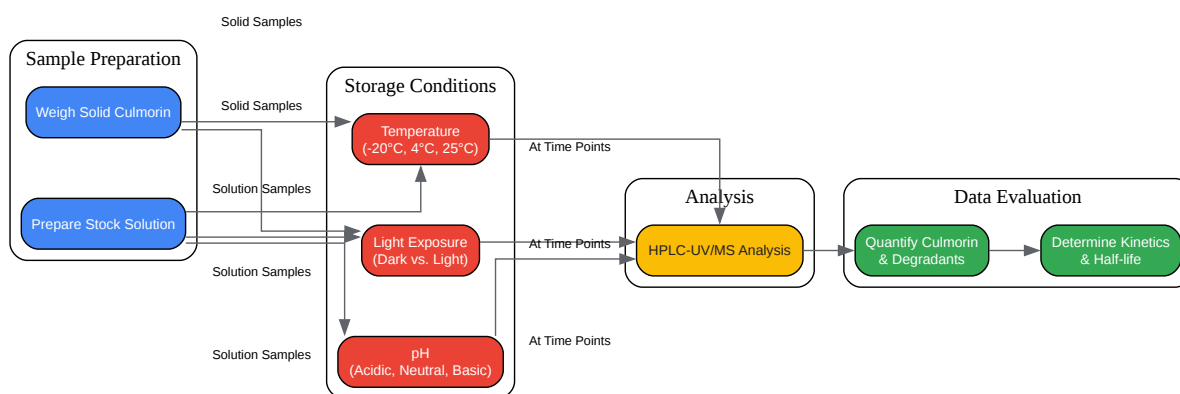 Solid Samples
Sample Preparation
Weigh Solid Culmorin
Solid Samples
Prepare Stock Solution
Solution Samples
Solution Samples
Solution Samples
Storage Conditions
Temperature
(-20°C, 4°C, 25°C)
Light Exposure
(Dark vs. Light)
pH
(Acidic, Neutral, Basic)
At Time Points
At Time Points
At Time Points
Analysis
HPLC-UV/MS Analysis
Data Evaluation
Quantify Culmorin
& Degradants
Determine Kinetics
& Half-life